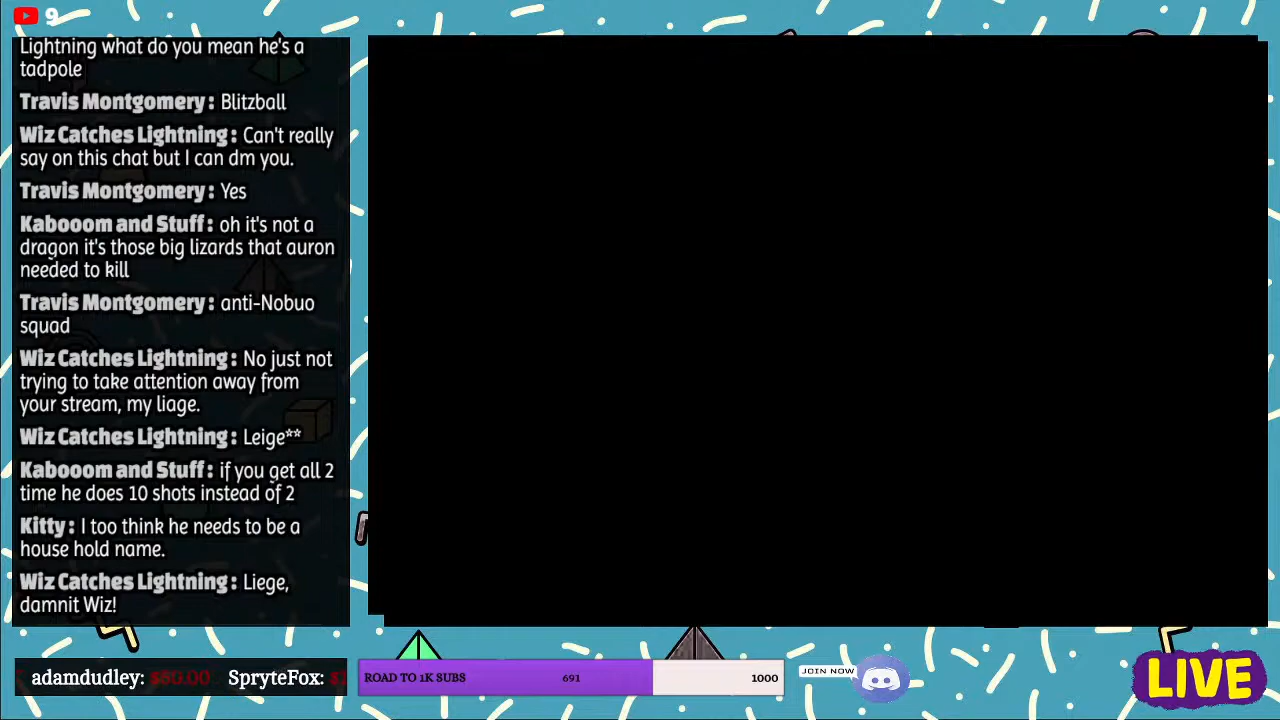 9
Lightning what do you mean he's a
tadpole
Travis Montgomery: Blitzball
Wiz Catches Lightning: Can't really
say on this chat but I can dm you.
Travis Montgomery: Yes
Kabooom and Stuff: oh it's not a
dragon it's those big lizards that auron
needed to kill
Travis Montgomery: anti-Nobuo
squad
Wiz Catches Lightning: No just not
trying to take attention away from
your stream, my liage.
Wiz Catches Lightning: Leige**
Kabooom and Stuff: if you get all 2
time he does 10 shots instead of 2
Kitty: I too think he needs to be a
house hold name.
Wiz Catches Lightning: Liege,
damnit Wiz!
adamdudley: $50.00 SpryteFox:
ROAD TO 1K SUBS 691 1000
JOIN NOW
LIVE